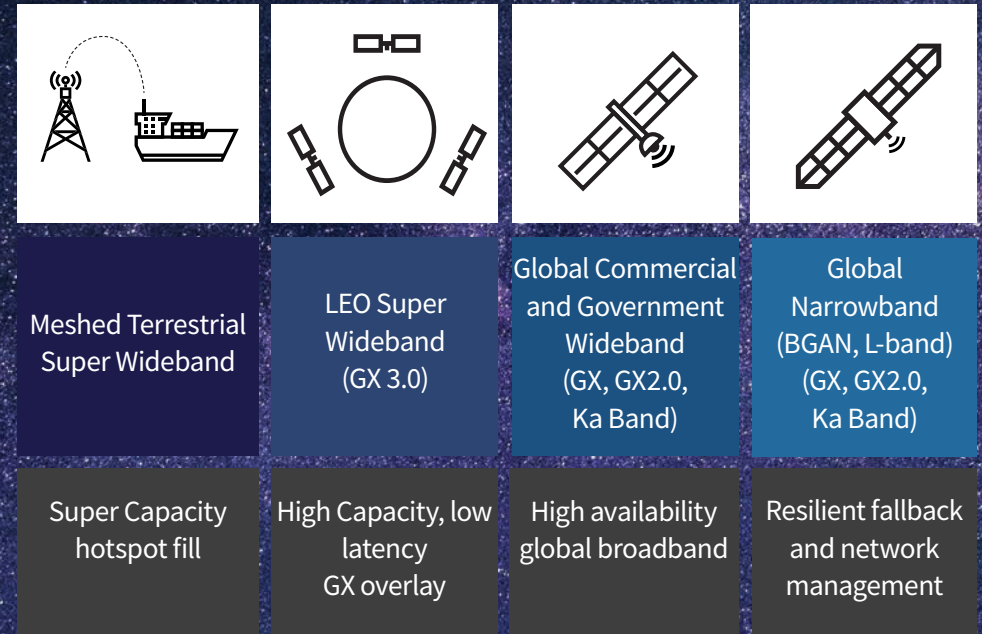 Meshed Terrestrial
Super Wideband
LEO Super
Wideband
(GX 3.0)
Global Commercial
and Government
Wideband
(GX, GX2.0,
Ka Band)
Global
Narrowband
(BGAN, L-band)
(GX, GX2.0,
Ka Band)
Super Capacity
hotspot fill
High Capacity, low
latency
GX overlay
High availability
global broadband
Resilient fallback
and network
management